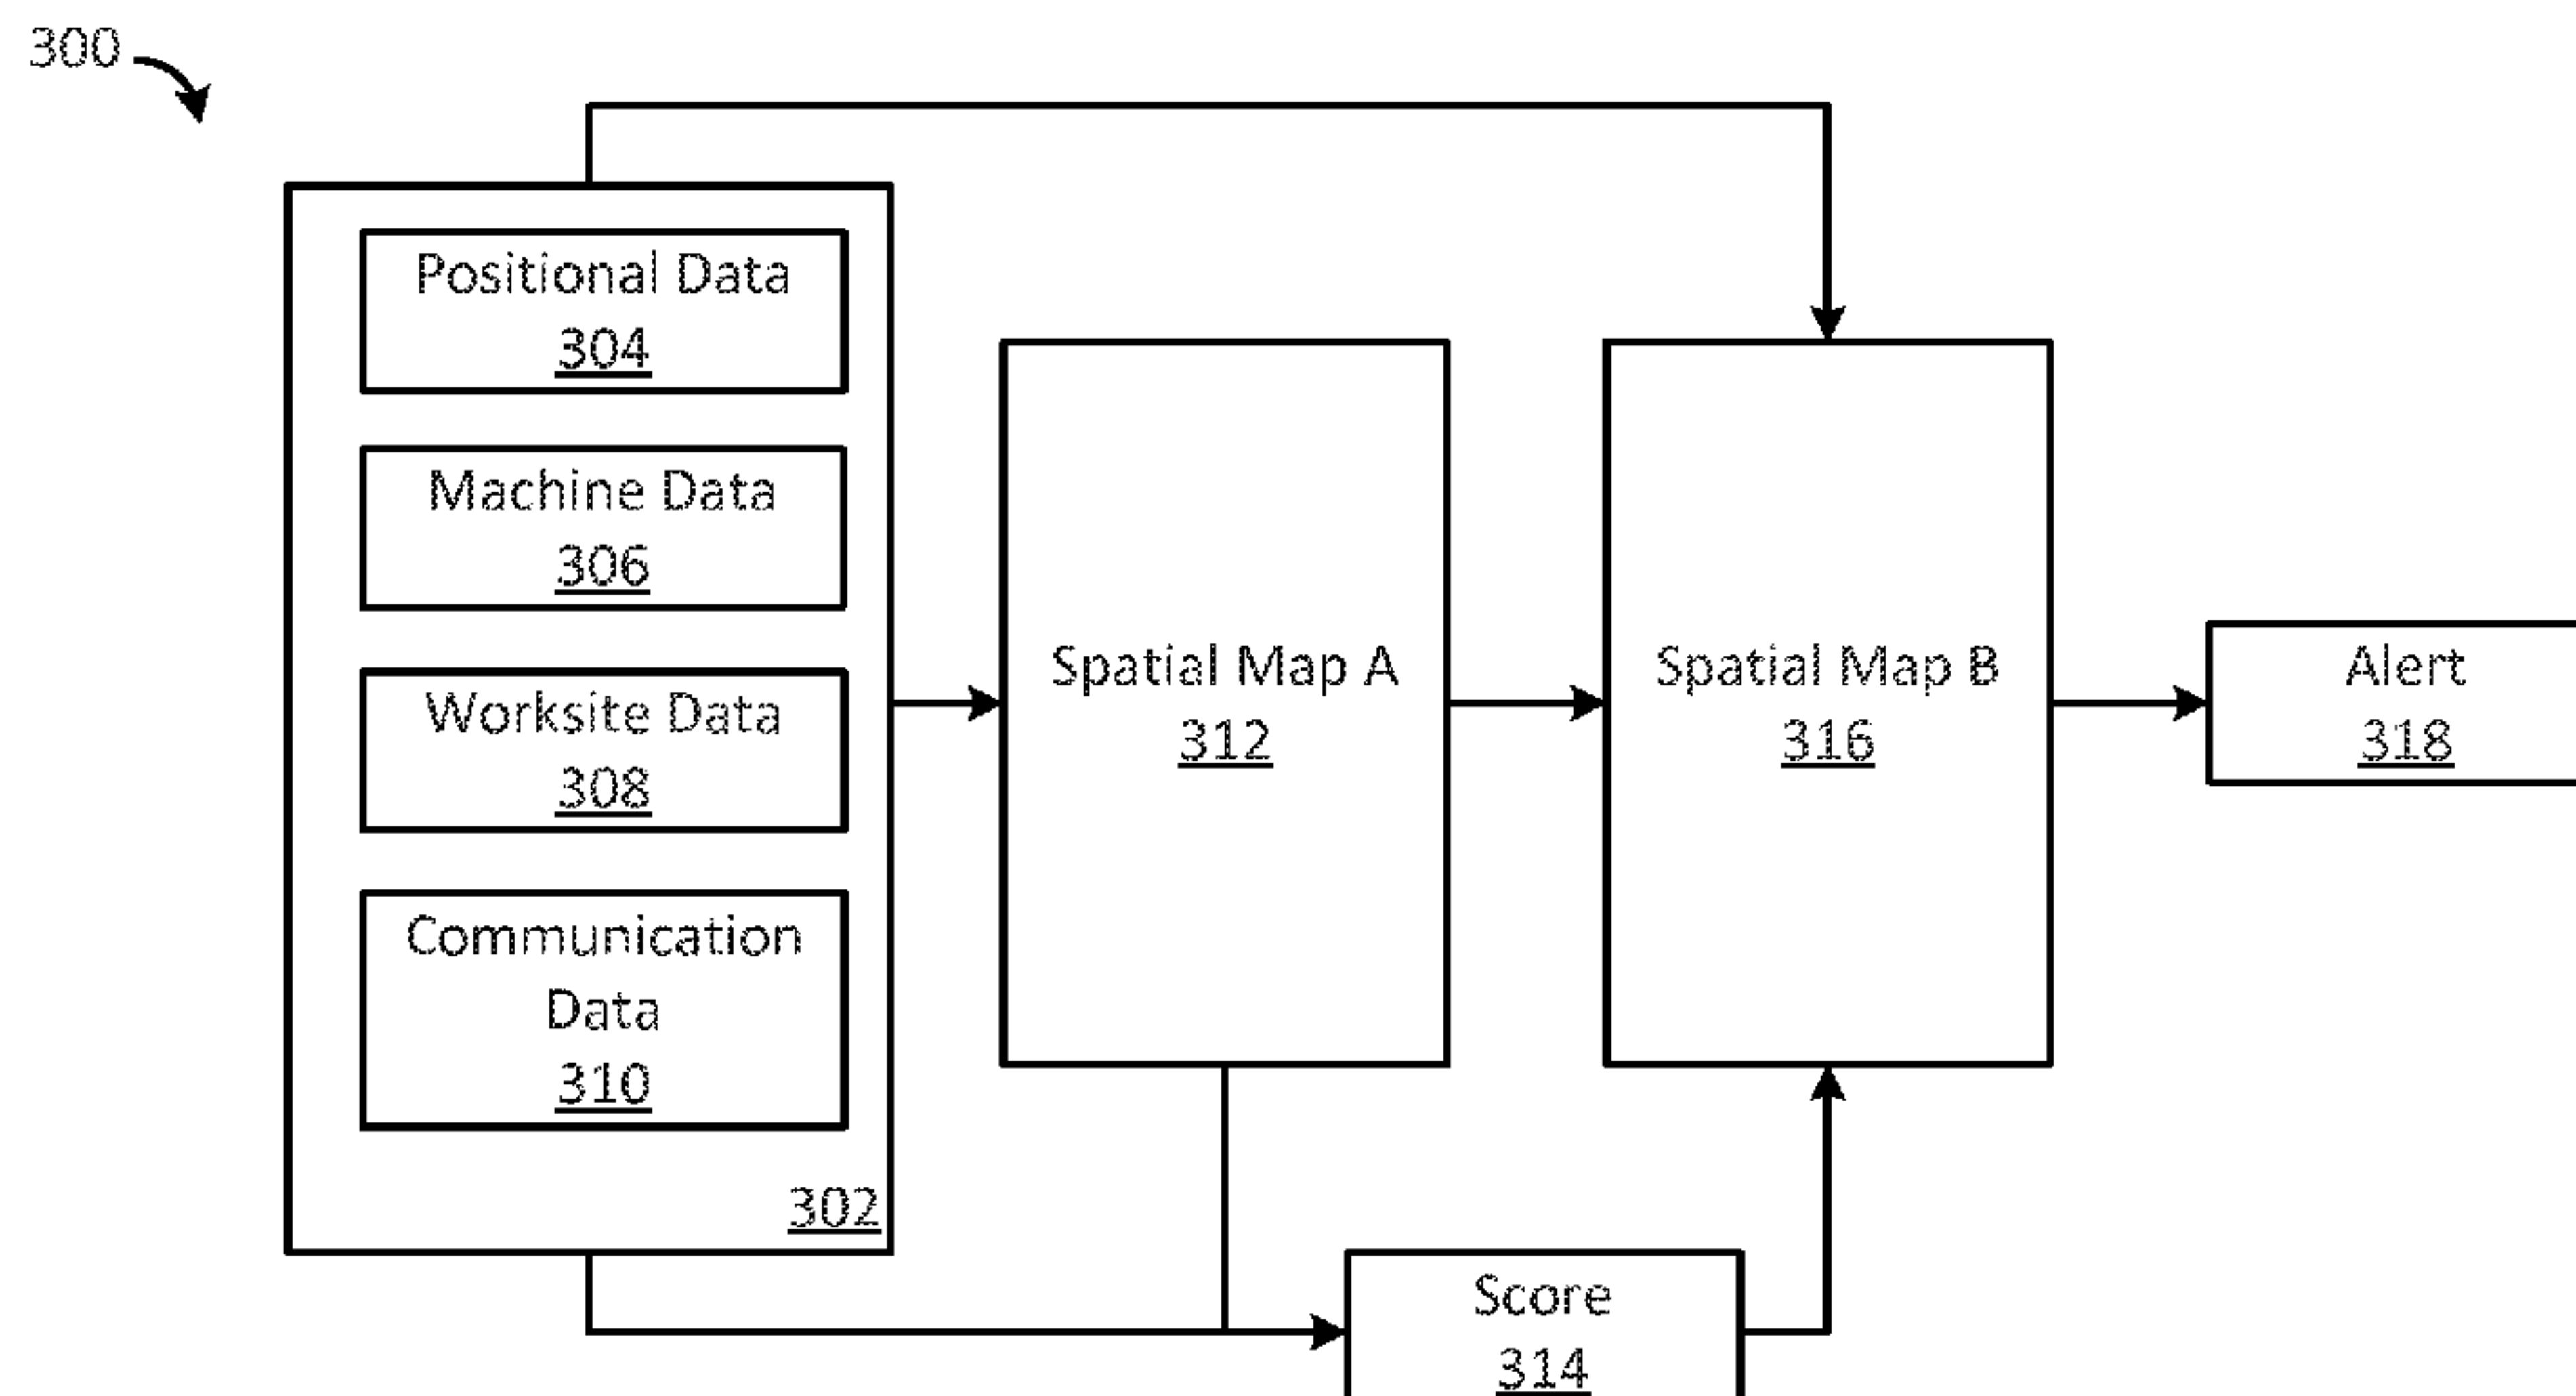 300
Positional Data
304
Machine Data
306
Worksite Data
308
Communication
Data
310
302
Spatial Map A
312
Spatial Map B
316
Alert
318
Score
314